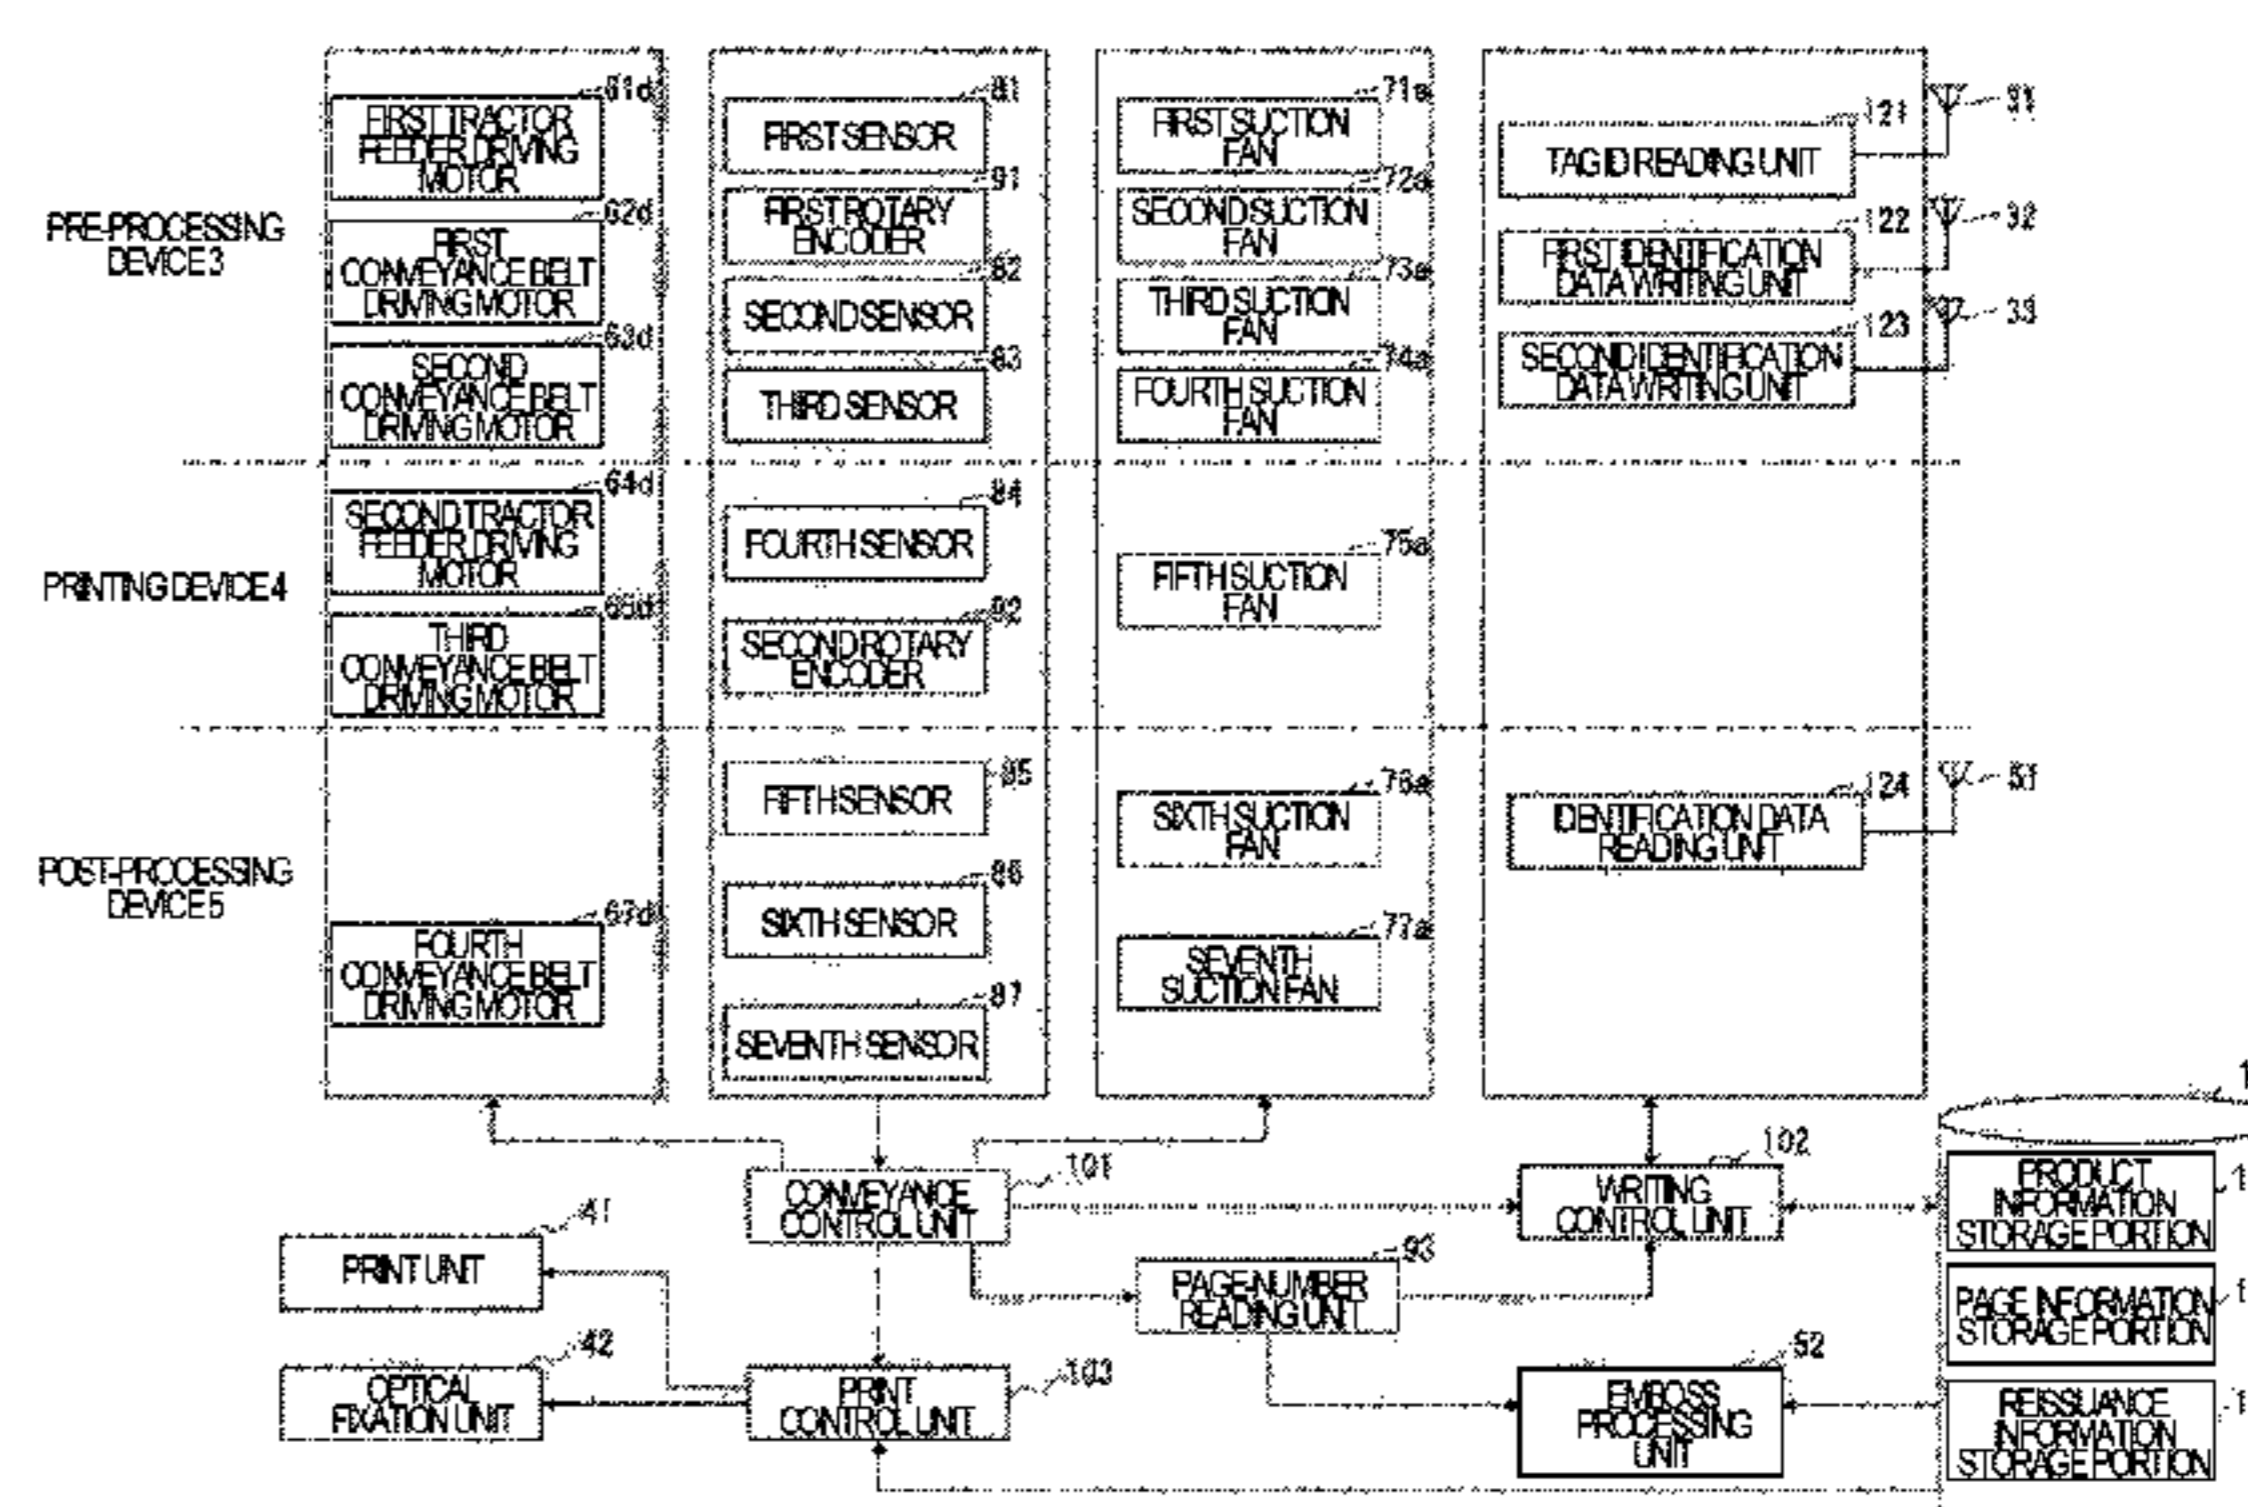 PRE-PROCESSING
DEVICE 3
61d
FIRST TRACTOR
FEEDER DRIVING
MOTOR
62d
FIRST
CONVEYANCE BELT
DRIVING MOTOR
63d
SECOND
CONVEYANCE BELT
DRIVING MOTOR
81
FIRST SENSOR
91
FIRST ROTARY
ENCODER
82
SECOND SENSOR
83
THIRD SENSOR
71a
FIRST SUCTION
FAN
72a
SECOND SUCTION
FAN
73a
THIRD SUCTION
FAN
74a
FOURTH SUCTION
FAN
121
31
TAG ID READING UNIT
122
32
FIRST IDENTIFICATION
DATA WRITING UNIT
123
33
SECOND IDENTIFICATION
DATA WRITING UNIT
PRINTING DEVICE 4
64d
SECOND TRACTOR
FEEDER DRIVING
MOTOR
65d
THIRD
CONVEYANCE BELT
DRIVING MOTOR
84
FOURTH SENSOR
92
SECOND ROTARY
ENCODER
75a
FIFTH SUCTION
FAN
POST-PROCESSING
DEVICE 5
67d
FOURTH
CONVEYANCE BELT
DRIVING MOTOR
85
FIFTH SENSOR
86
SIXTH SENSOR
87
SEVENTH SENSOR
76a
SIXTH SUCTION
FAN
77a
SEVENTH
SUCTION FAN
124
51
IDENTIFICATION DATA
READING UNIT
101
CONVEYANCE
CONTROL UNIT
102
WRITING
CONTROL UNIT
1
PRODUCT
INFORMATION
STORAGE PORTION
1
41
PRINT UNIT
93
PAGE-NUMBER
READING UNIT
PAGE INFORMATION
STORAGE PORTION
42
OPTICAL
FIXATION UNIT
PRINT
CONTROL UNIT
103
52
EMBOSS
PROCESSING
UNIT
REISSUANCE
INFORMATION
STORAGE PORTION
1